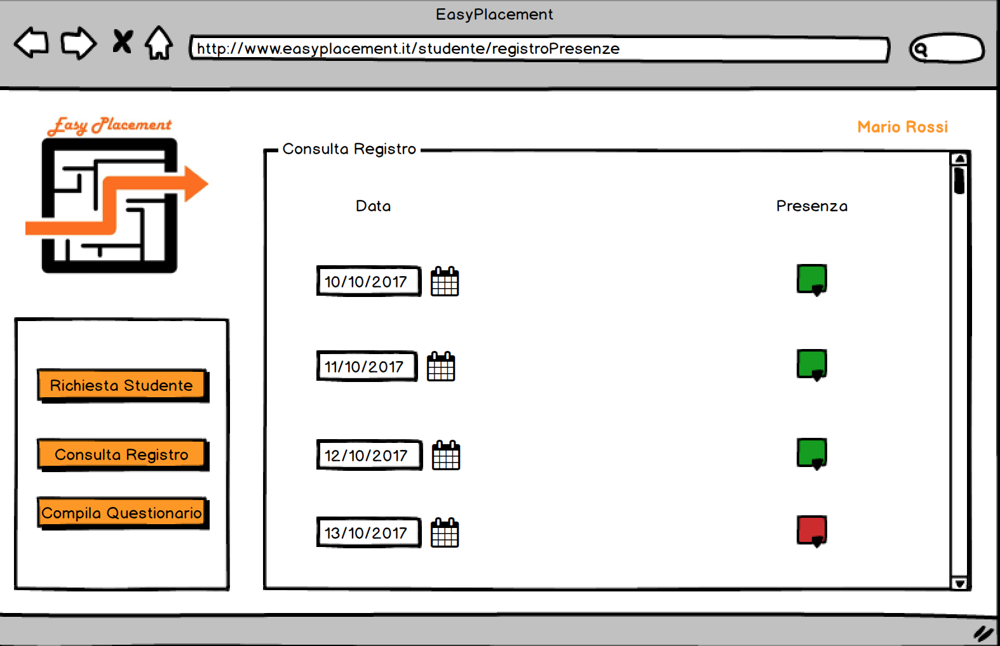 EasyPlacement
http://www.easyplacement.it/studente/registroPresenze
Easy Placement
Mario Rossi
Consulta Registro
Data Presenza
10/10/2017
11/10/2017
12/10/2017
13/10/2017
Richiesta Studente
Consulta Registro
Compila Questionario